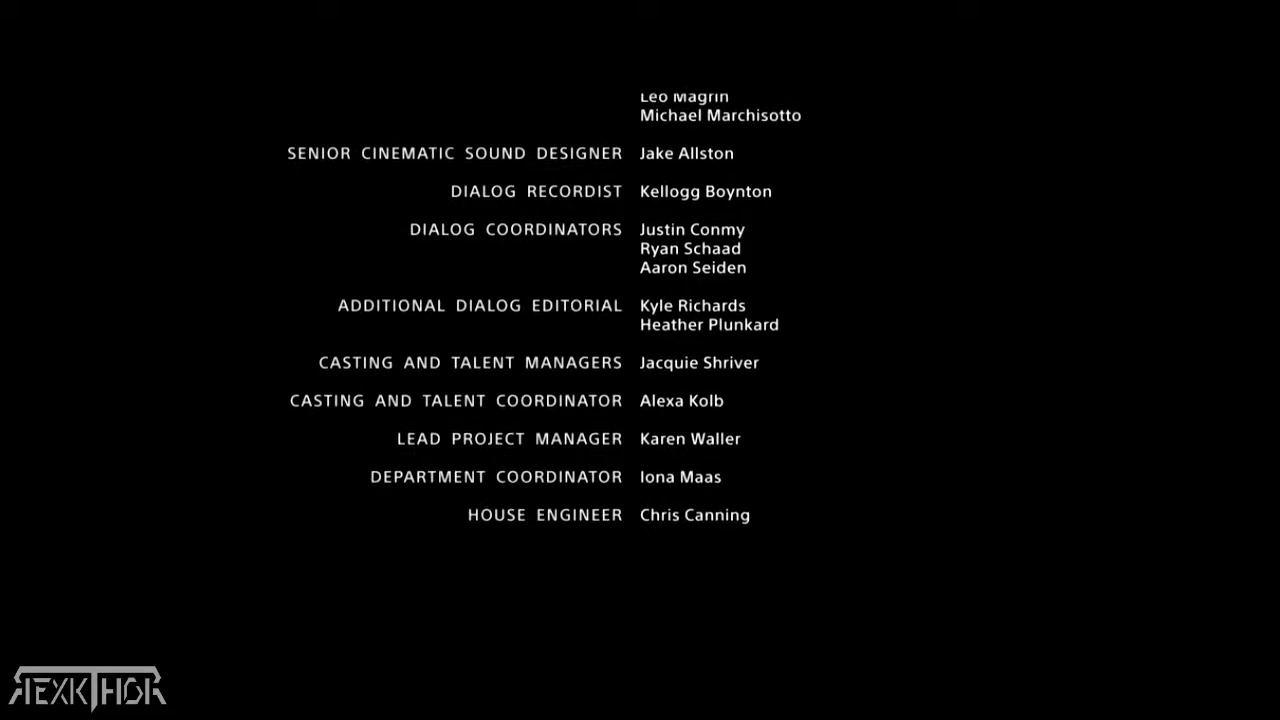 Leo Magrin
Michael Marchisotto
SENIOR CINEMATIC SOUND DESIGNER Jake Allston
DIALOG RECORDIST Kellogg Boynton
DIALOG COORDINATORS Justin Conmy
Ryan Schaad
Aaron Seiden
ADDITIONAL DIALOG EDITORIAL Kyle Richards
Heather Plunkard
CASTING AND TALENT MANAGERS Jacquie Shriver
CASTING AND TALENT COORDINATOR Alexa Kolb
LEAD PROJECT MANAGER Karen Waller
DEPARTMENT COORDINATOR Iona Maas
HOUSE ENGINEER Chris Canning